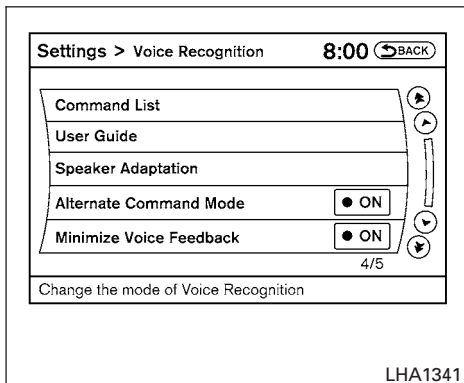 Settings > Voice Recognition 8:00 BACK
Command List
User Guide
Speaker Adaptation
Alternate Command Mode ON
Minimize Voice Feedback ON
4/5
Change the mode of Voice Recognition
LHA1341